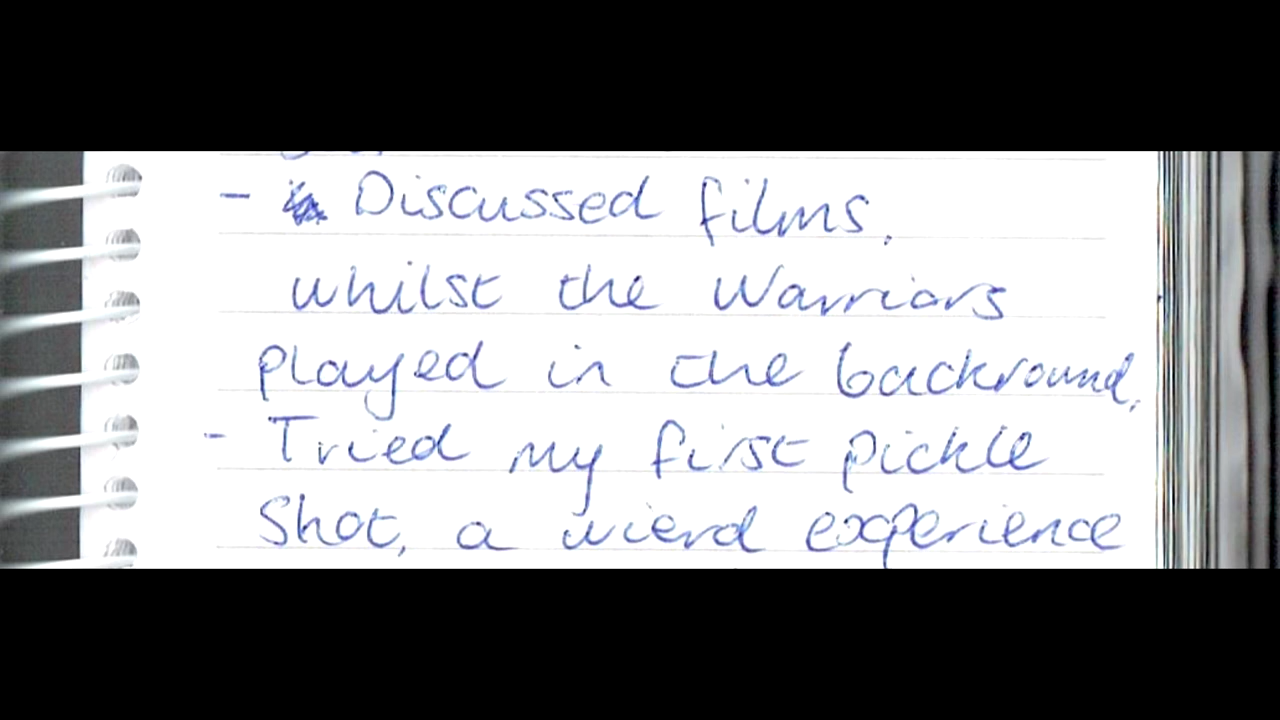 - Discussed films,
whilst the Warriors
played in the backround.
- Tried my first pickle
Shot, a wierd experience